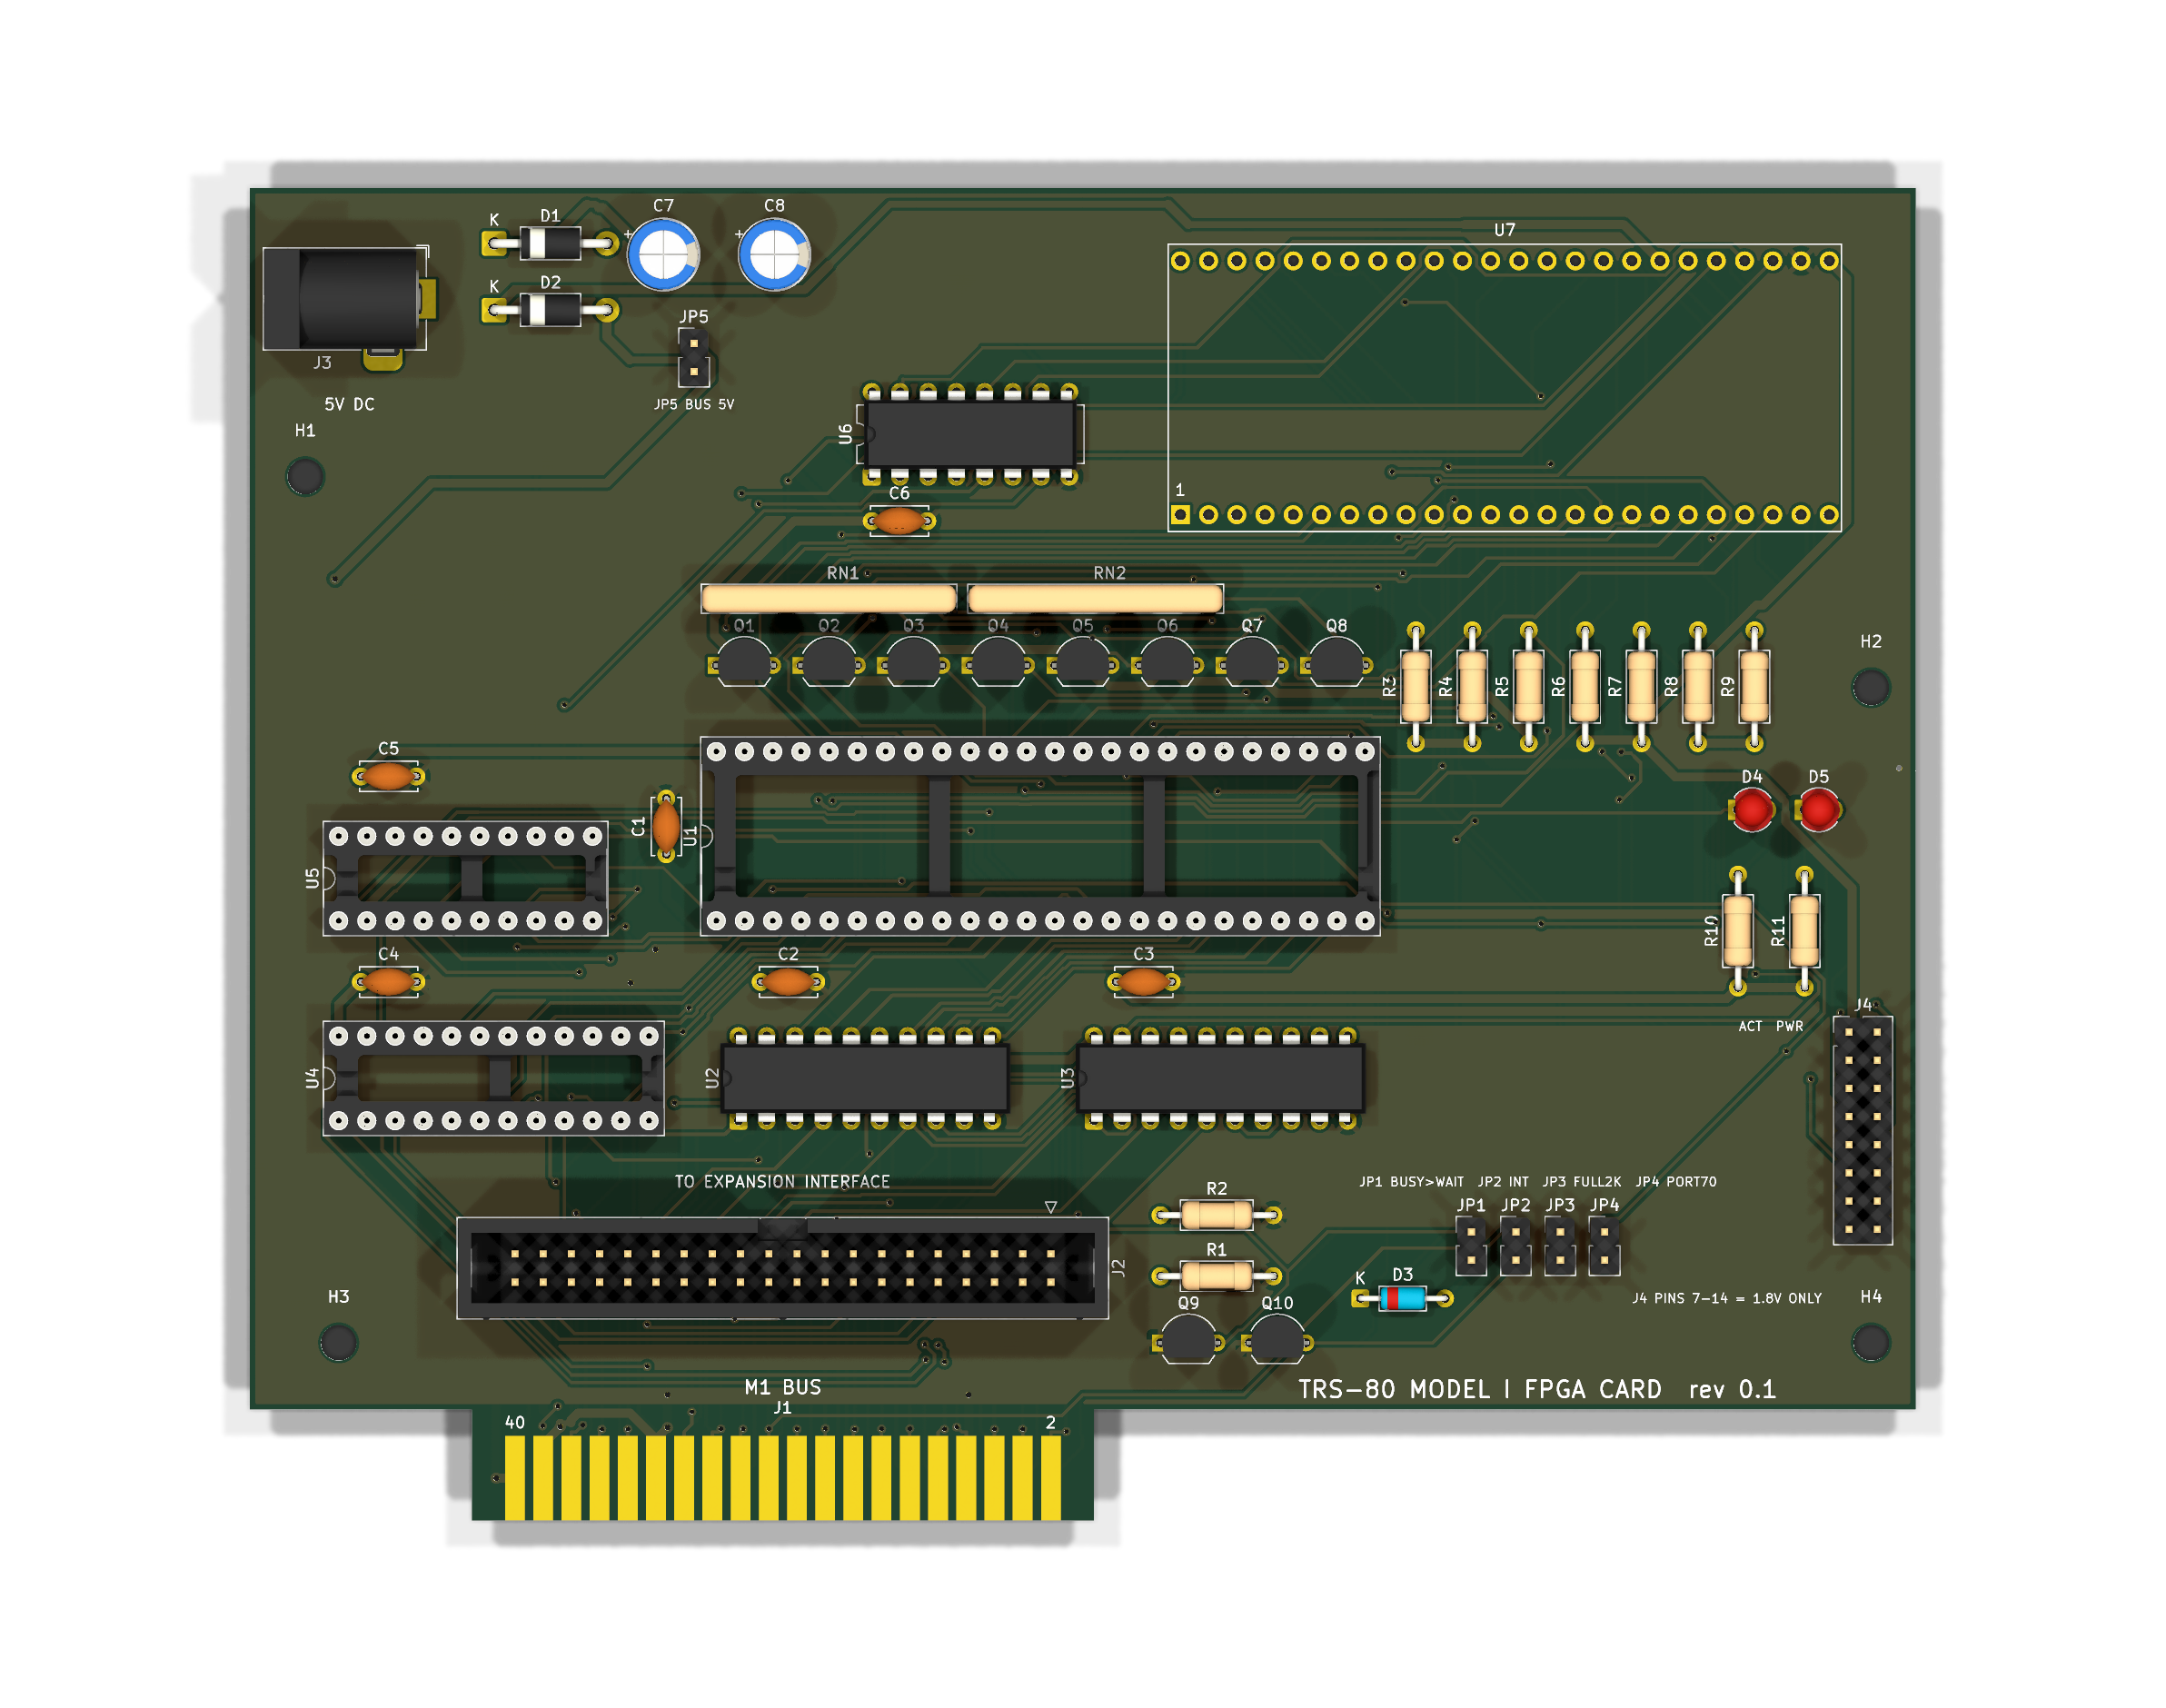 C7 C8
K D1
U7
K D2
JP5
J3
5V DC
JP5 BUS 5V
H1
U6
C6
1
RN1 RN2
Q1 Q2 Q3 Q4 Q5 Q6 Q7 Q8
H2
R3 R4 R5 R6 R7 R8 R9
C5
D4 D5
C1 U1
U5
R10 R11
C4 C2 C3
J4
ACT PWR
U4 U2 U3
TO EXPANSION INTERFACE
JP1 BUSY>WAIT JP2 INT JP3 FULL2K JP4 PORT70
R2
JP1 JP2 JP3 JP4
R1
J2
K D3
H3
J4 PINS 7-14 = 1.8V ONLY
H4
Q9 Q10
M1 BUS
TRS-80 MODEL I FPGA CARD rev 0.1
J1
40 2